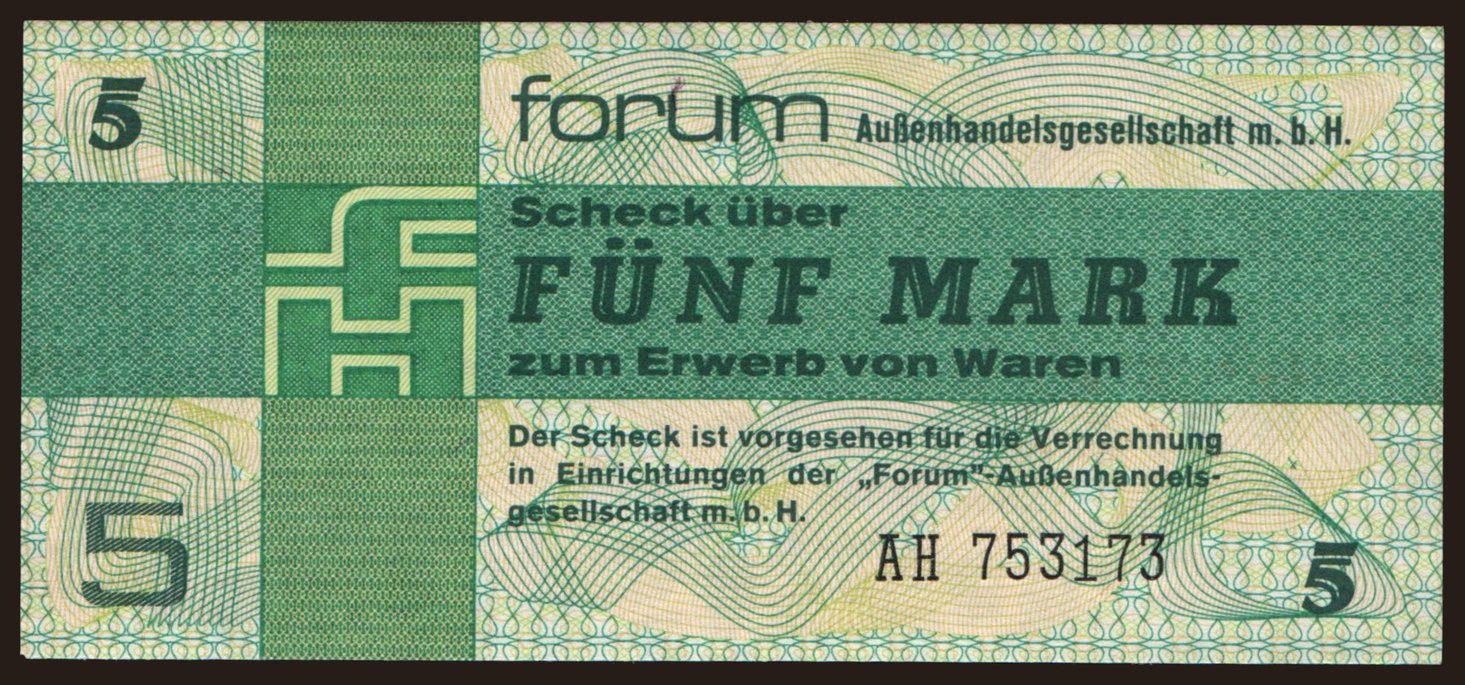 5
forum Außenhandelsgesellschaft m. b. H.
Scheck über
FÜNF MARK
zum Erwerb von Waren
Der Scheck ist vorgesehen für die Verrechnung
in Einrichtungen der „Forum"-Außenhandels-
gesellschaft m. b. H.
AH 753173
5
5